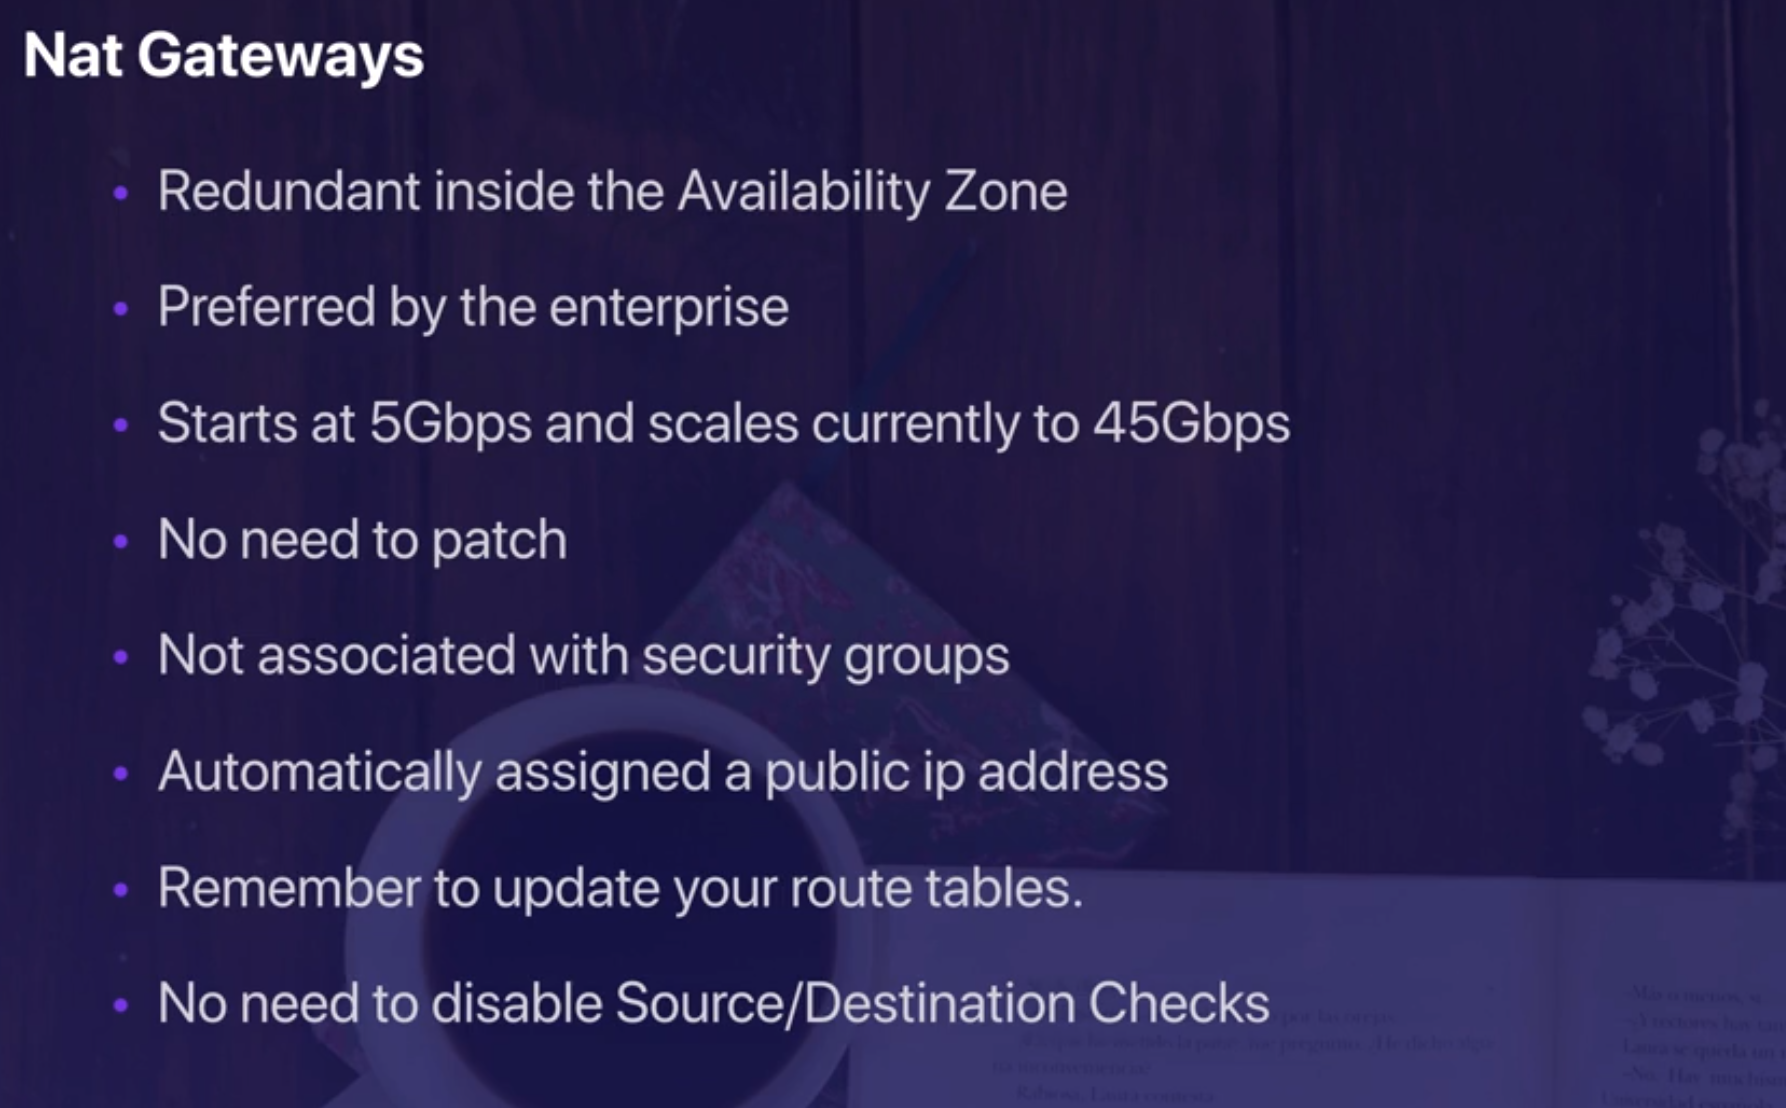 Nat Gateways
• Redundant inside the Availability Zone
• Preferred by the enterprise
• Starts at 5Gbps and scales currently to 45Gbps
• No need to patch
• Not associated with security groups
• Automatically assigned a public ip address
• Remember to update your route tables.
• No need to disable Source/Destination Checks